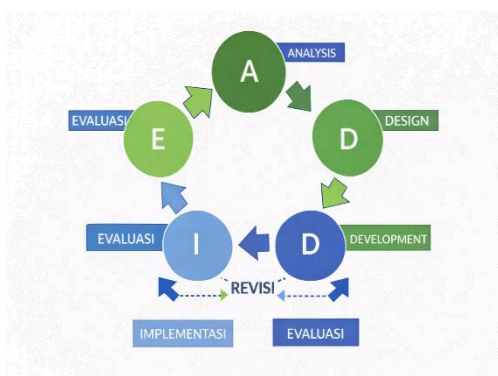 A
ANALYSIS
D
DESIGN
D
DEVELOPMENT
I
EVALUASI
E
EVALUASI
REVISI
IMPLEMENTASI
EVALUASI